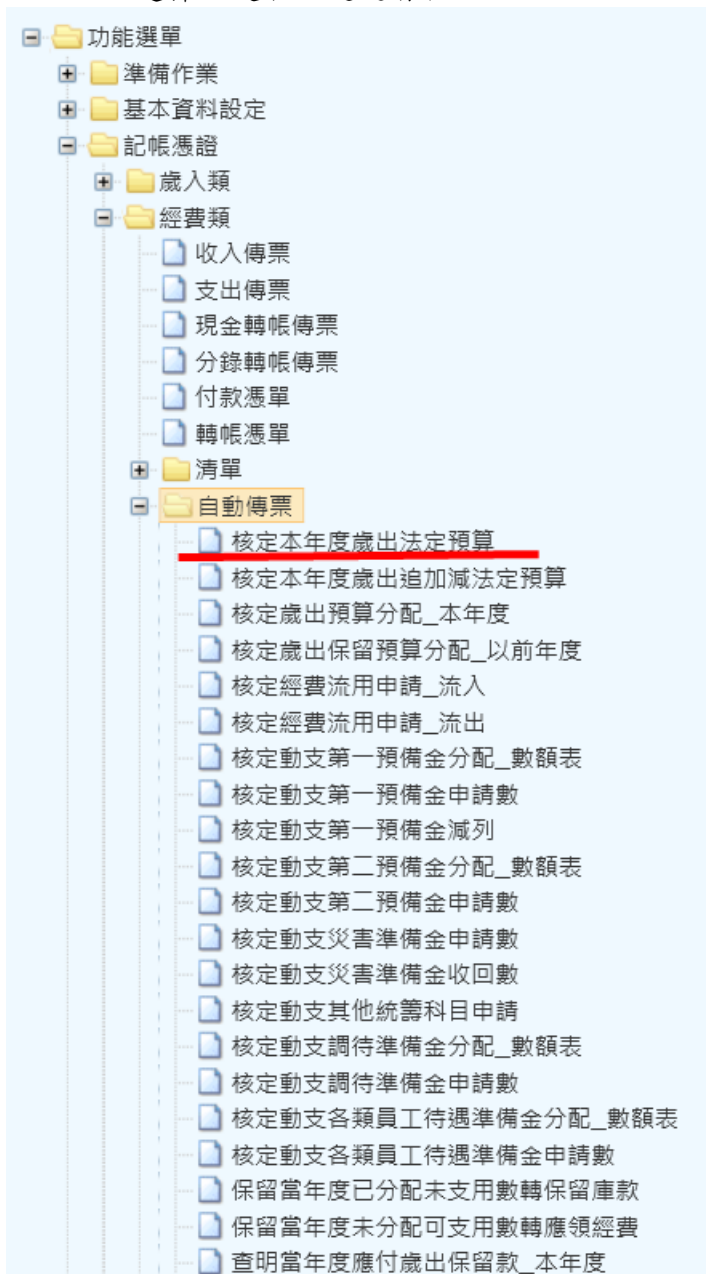 功能選單
準備作業
基本資料設定
記帳憑證
歲入類
經費類
收入傳票
支出傳票
現金轉帳傳票
分錄轉帳傳票
付款憑單
轉帳憑單
清單
自動傳票
核定本年度歲出法定預算
核定本年度歲出追加減法定預算
核定歲出預算分配_本年度
核定歲出保留預算分配_以前年度
核定經費流用申請_流入
核定經費流用申請_流出
核定動支第一預備金分配_數額表
核定動支第一預備金申請數
核定動支第一預備金減列
核定動支第二預備金分配_數額表
核定動支第二預備金申請數
核定動支災害準備金申請數
核定動支災害準備金收回數
核定動支其他統籌科目申請
核定動支調待準備金分配_數額表
核定動支調待準備金申請數
核定動支各類員工待遇準備金分配_數額表
核定動支各類員工待遇準備金申請數
保留當年度已分配未支用數轉保留庫款
保留當年度未分配可支用數轉應領經費
查明當年度應付歲出保留款_本年度